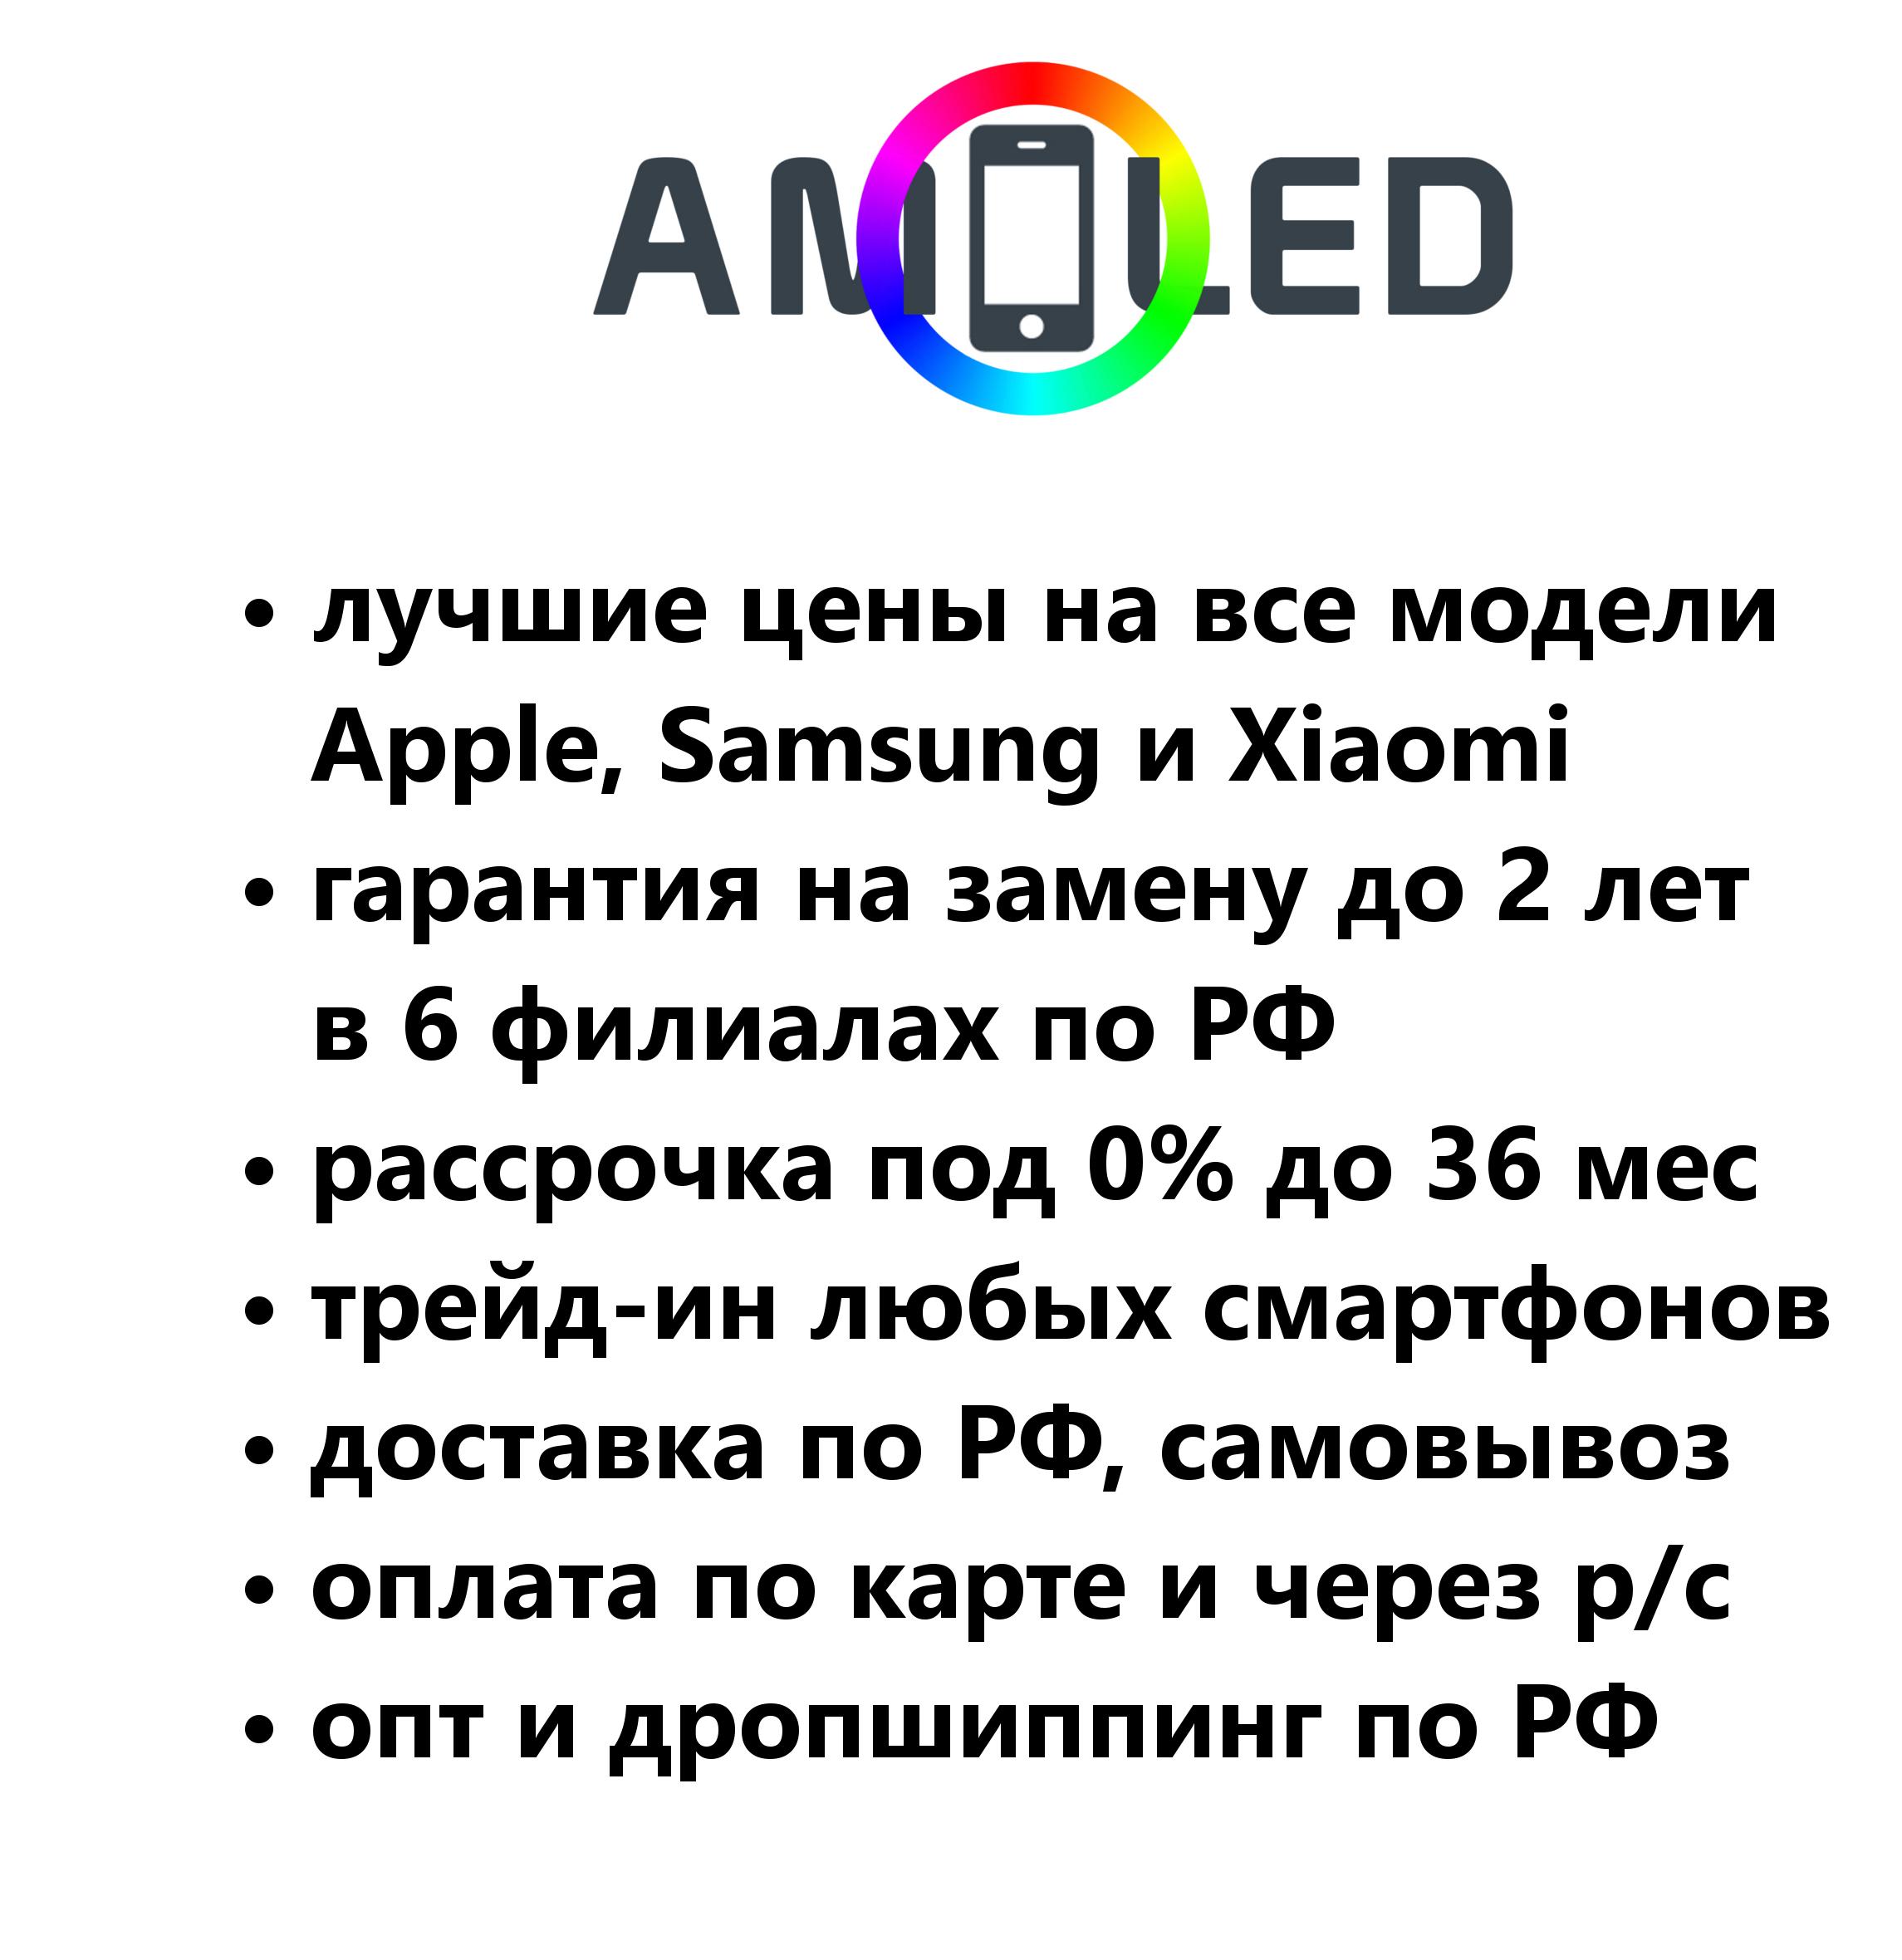 AMOLED
• лучшие цены на все модели
Apple, Samsung и Xiaomi
• гарантия на замену до 2 лет
в 6 филиалах по РФ
• рассрочка под 0% до 36 мес
• трейд-ин любых смартфонов
• доставка по РФ, самовывоз
• оплата по карте и через р/с
• опт и дропшиппинг по РФ